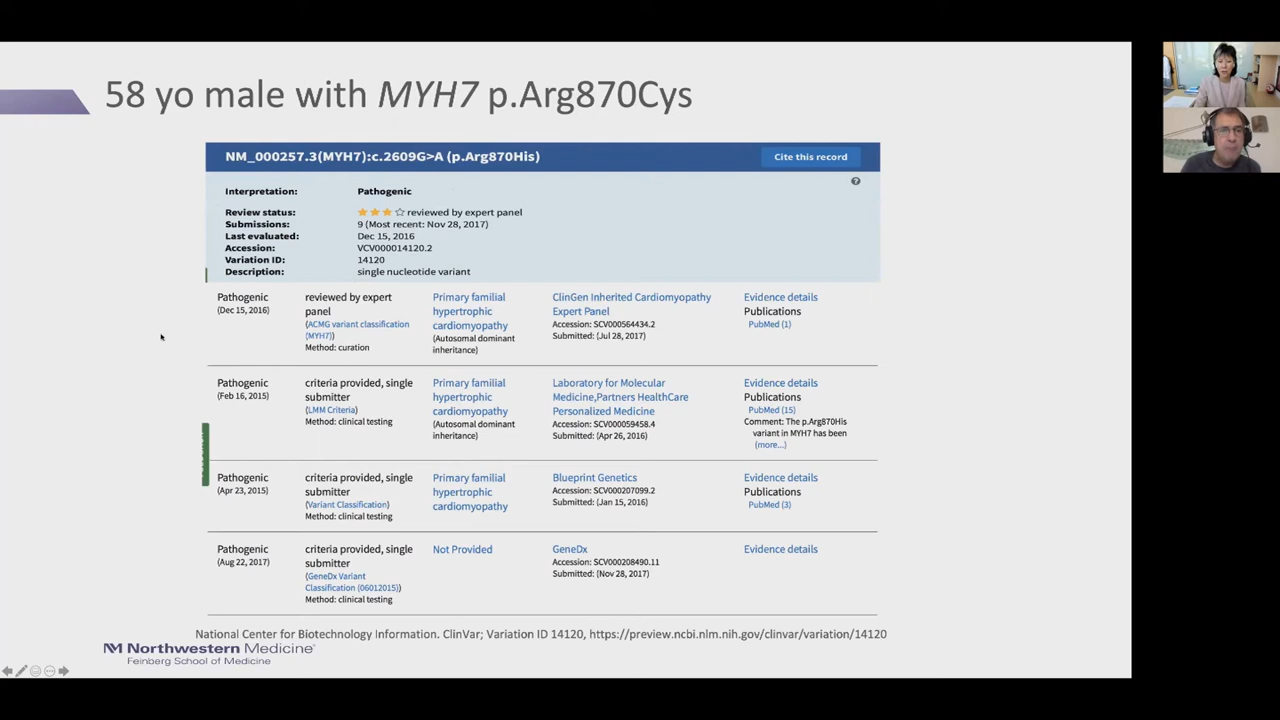 58 yo male with MYH7 p.Arg870Cys
NM_000257.3(MYH7):c.2609G>A (p.Arg870His)
Cite this record
?
Interpretation: Pathogenic
Review status: reviewed by expert panel
Submissions: 9 (Most recent: Nov 28, 2017)
Last evaluated: Dec 15, 2016
Accession: VCV000014120.2
Variation ID: 14120
Description: single nucleotide variant
Pathogenic
(Dec 15, 2016)
reviewed by expert
panel
(ACMG variant classification
(MYH7))
Method: curation
Primary familial
hypertrophic
cardiomyopathy
(Autosomal dominant
inheritance)
ClinGen Inherited Cardiomyopathy
Expert Panel
Accession: SCV000564434.2
Submitted: (Jul 28, 2017)
Evidence details
Publications
PubMed (1)
Pathogenic
(Feb 16, 2015)
criteria provided, single
submitter
(LMM Criteria)
Method: clinical testing
Primary familial
hypertrophic
cardiomyopathy
(Autosomal dominant
inheritance)
Laboratory for Molecular
Medicine,Partners HealthCare
Personalized Medicine
Accession: SCV000059458.4
Submitted: (Apr 26, 2016)
Evidence details
Publications
PubMed (15)
Comment: The p.Arg870His
variant in MYH7 has been
(more...)
Pathogenic
(Apr 23, 2015)
criteria provided, single
submitter
(Variant Classification)
Method: clinical testing
Primary familial
hypertrophic
cardiomyopathy
Blueprint Genetics
Accession: SCV000207099.2
Submitted: (Jan 15, 2016)
Evidence details
Publications
PubMed (3)
Pathogenic
(Aug 22, 2017)
criteria provided, single
submitter
(GeneDx Variant
Classification (06012015))
Method: clinical testing
Not Provided
GeneDx
Accession: SCV000208490.11
Submitted: (Nov 28, 2017)
Evidence details
National Center for Biotechnology Information. ClinVar; Variation ID 14120, https://preview.ncbi.nlm.nih.gov/clinvar/variation/14120
M Northwestern Medicine®
Feinberg School of Medicine